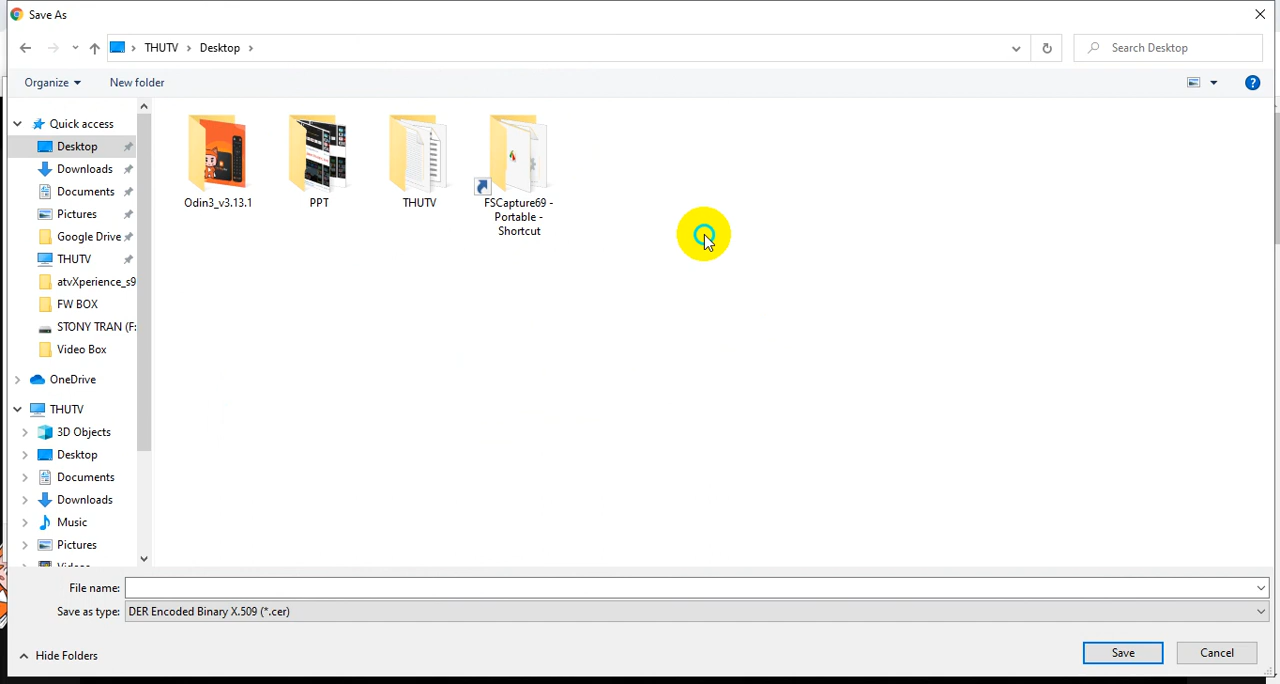 Save As
THUTV
Desktop
Search Desktop
Organize
New folder
Quick access
Desktop
Downloads
Documents
Pictures
Google Drive
THUTV
atvXperience_s9
FW BOX
STONY TRAN (F:
Video Box
OneDrive
THUTV
3D Objects
Desktop
Documents
Downloads
Music
Pictures
Videos
Odin3_v3.13.1
PPT
THUTV
FSCapture69 -
Portable -
Shortcut
File name:
Save as type: DER Encoded Binary X.509 (*.cer)
Hide Folders
Save
Cancel